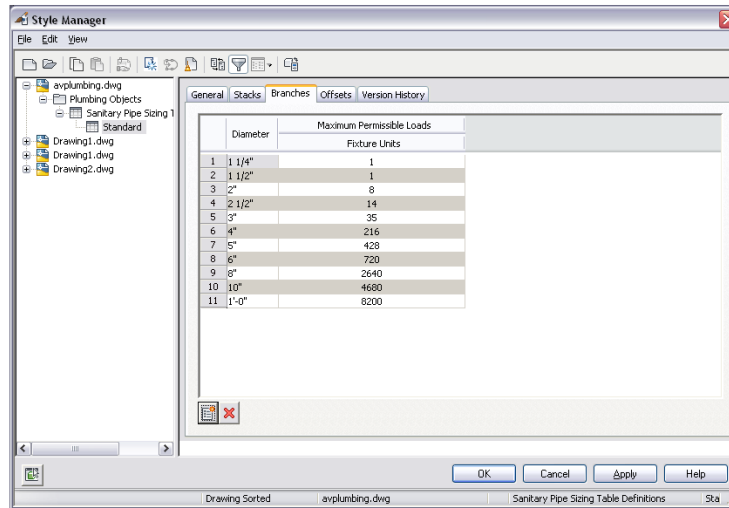 Style Manager
File Edit View
avplumbing.dwg
Plumbing Objects
Sanitary Pipe Sizing T
Standard
Drawing1.dwg
Drawing1.dwg
Drawing2.dwg
General Stacks Branches Offsets Version History
Diameter Maximum Permissible Loads
Fixture Units
1 1 1/4" 1
2 1 1/2" 1
3 2" 8
4 2 1/2" 14
5 3" 35
6 4" 216
7 5" 428
8 6" 720
9 8" 2640
10 10" 4680
11 1'-0" 8200
OK Cancel Apply Help
Drawing Sorted avplumbing.dwg Sanitary Pipe Sizing Table Definitions Sta